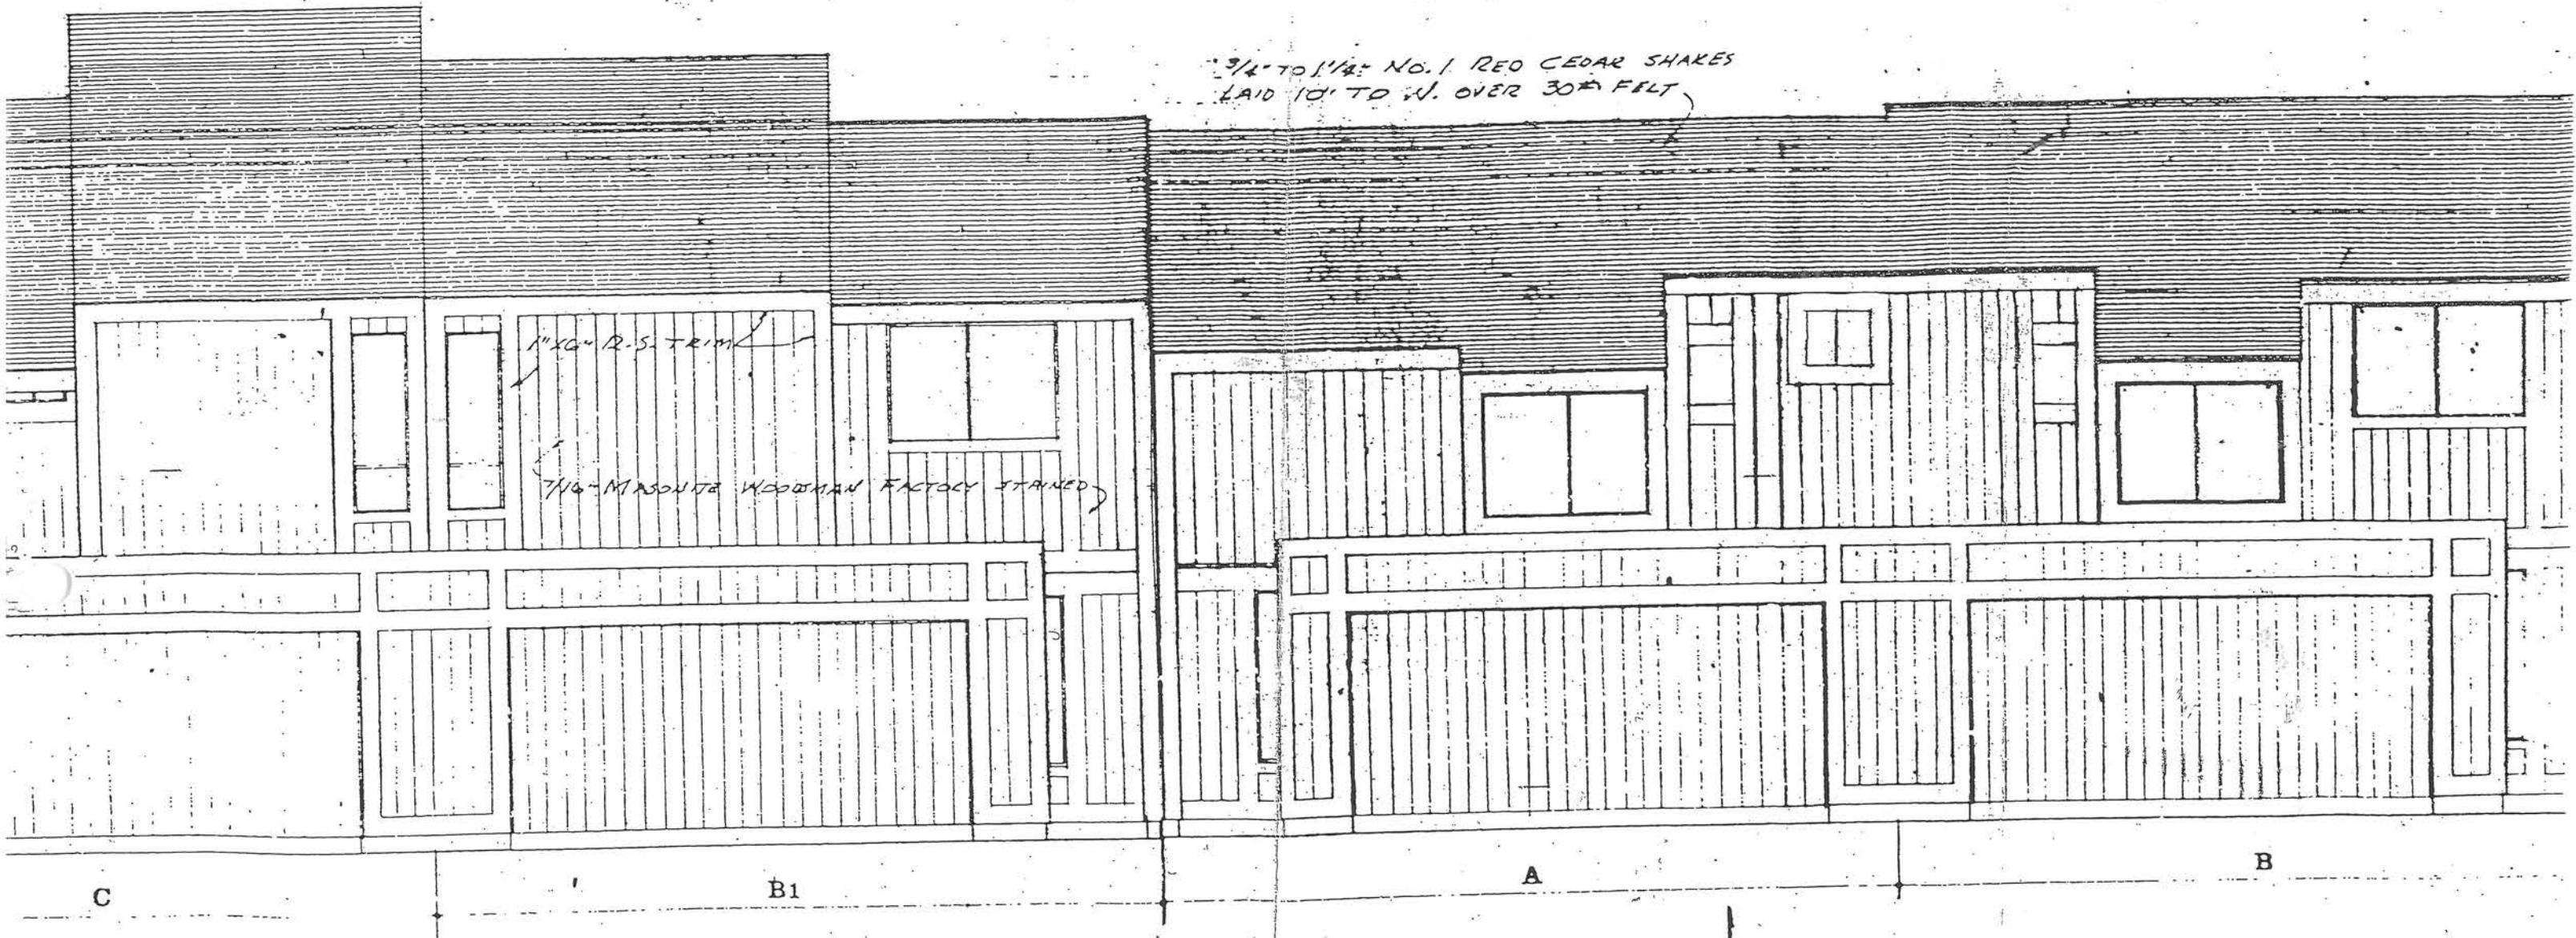 3/4" TO 1 1/4" NO. 1 RED CEDAR SHAKES
LAID 10" TO W. OVER 30# FELT
1"X6" R.S. TRIM
7/16" MASONITE WOODSMAN FACTORY STAINED
C
B1
A
B